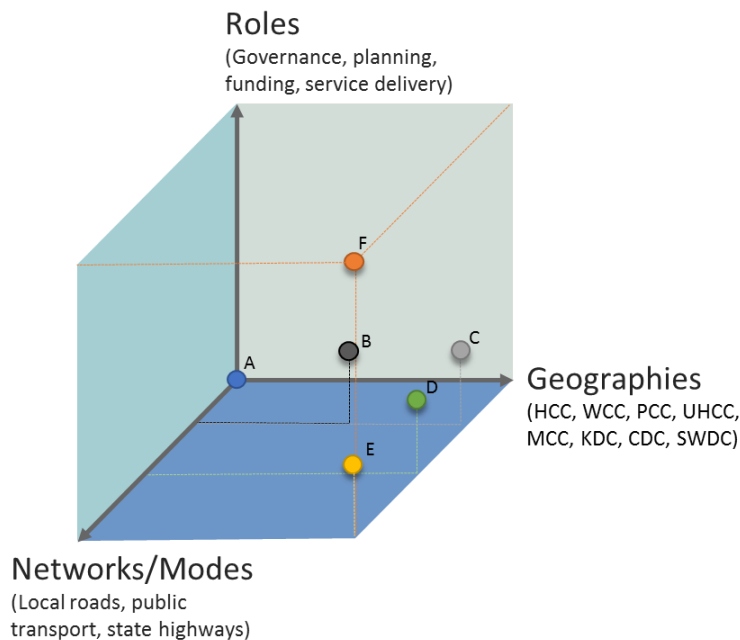 Roles
(Governance, planning,
funding, service delivery)
F
B
C
A
D
Geographies
(HCC, WCC, PCC, UHCC,
MCC, KDC, CDC, SWDC)
E
Networks/Modes
(Local roads, public
transport, state highways)